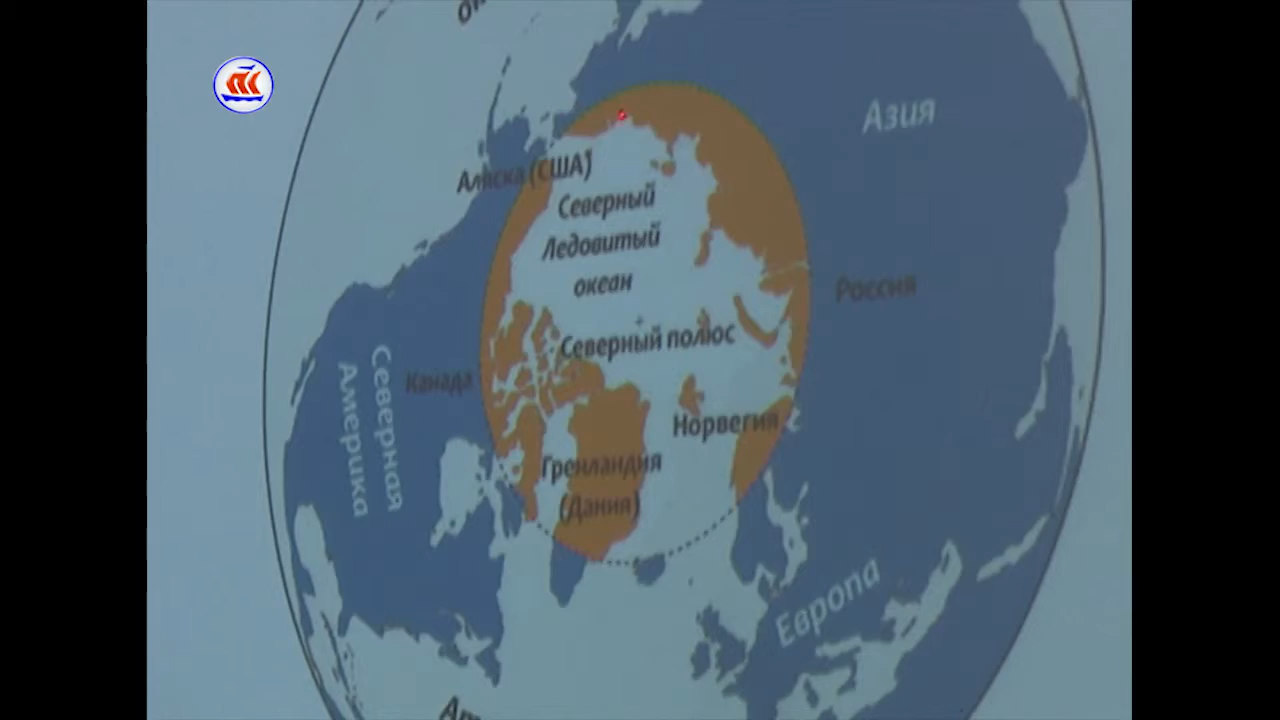 Азия
Аляска (США)
Северный
Ледовитый
океан
Россия
Северный полюс
Канада
Северная
Америка
Норвегия
Гренландия
(Дания)
Европа